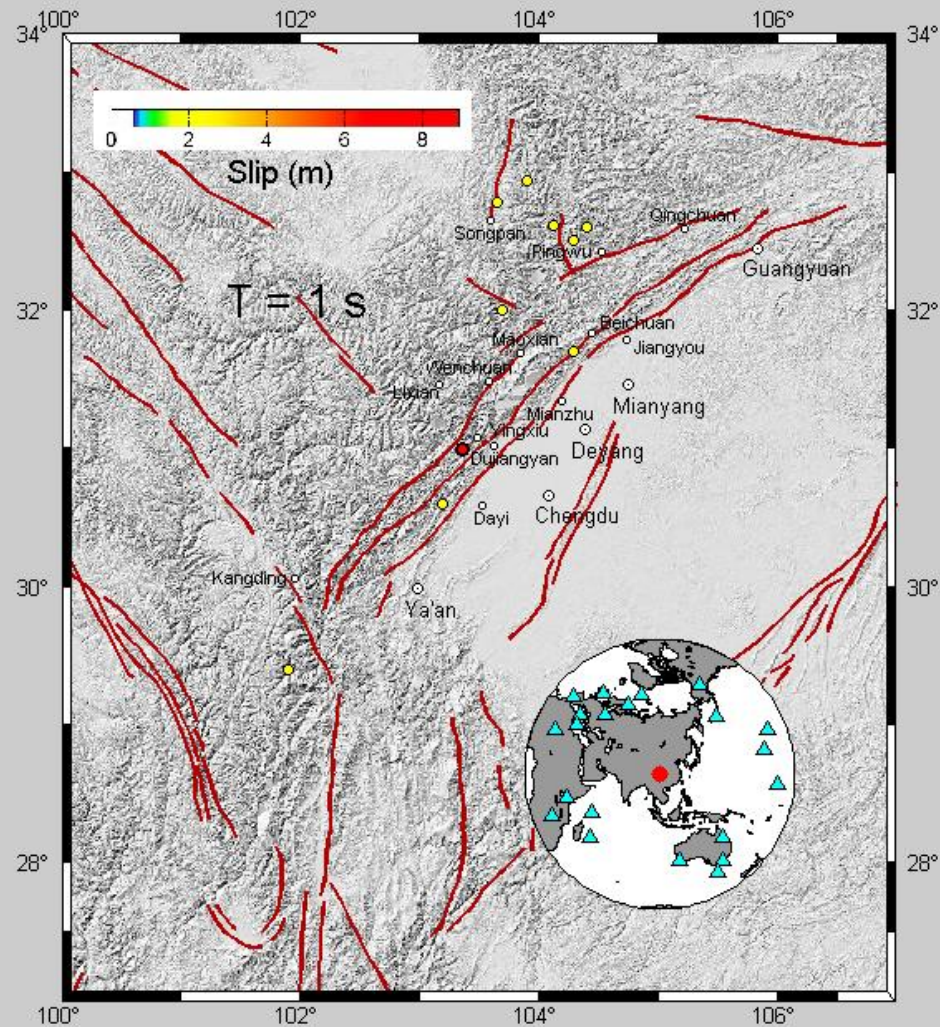 100° 102° 104° 106°
34° 34°
0 2 4 6 8
Slip (m)
Qingchuan
Songpan
Pingwu
Guangyuan
T = 1 s
32° 32°
Beichuan
Maoxian
Jiangyou
Wenchuan
Lixian
Mianyang
Mianzhu
Yingxiu
Deyang
Dujiangyan
Chengdu
Dayi
Kangding
30° 30°
Ya'an
28° 28°
100° 102° 104° 106°